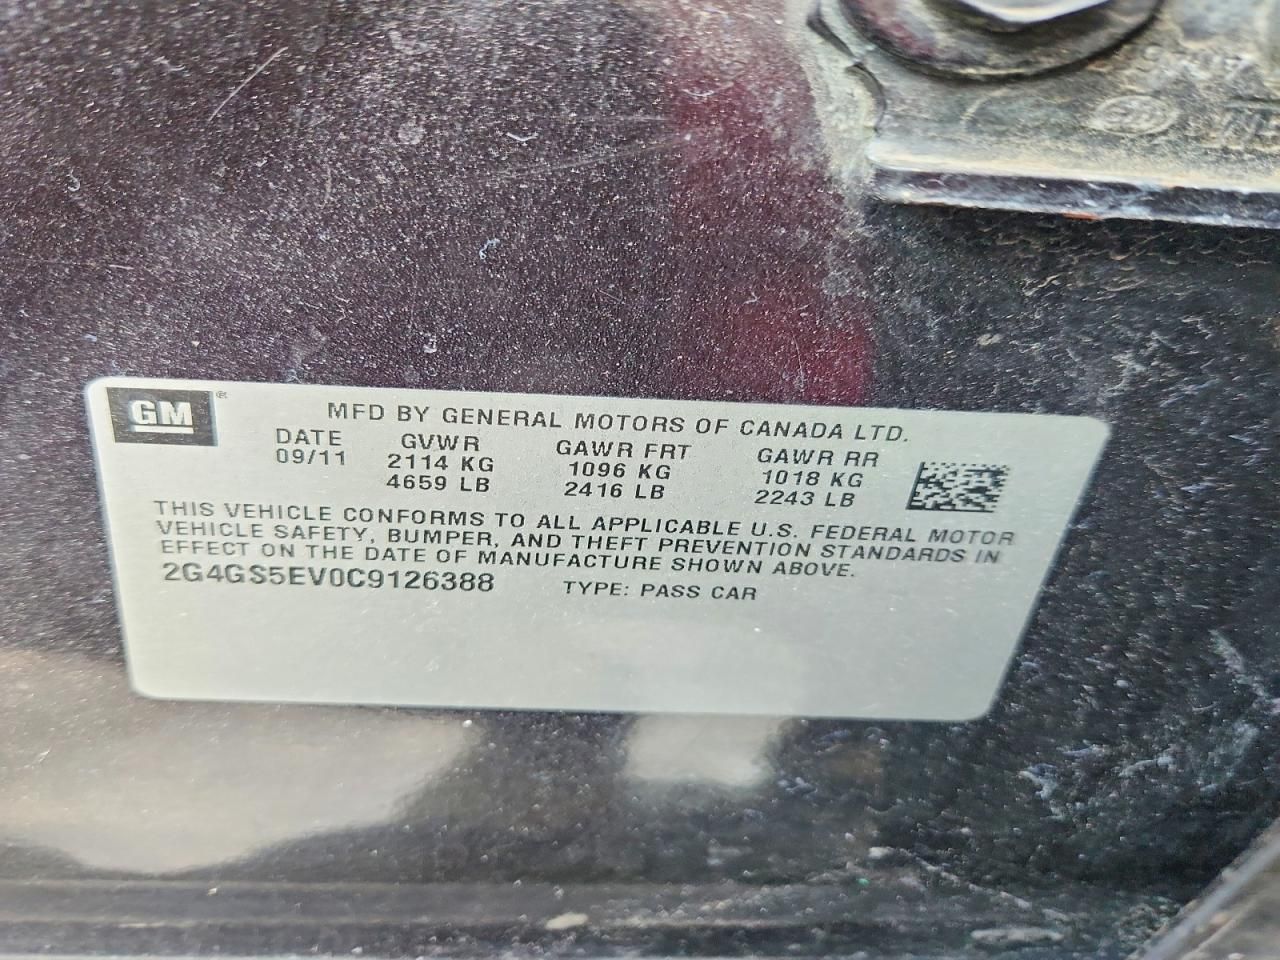 GM
MFD BY GENERAL MOTORS OF CANADA LTD.
DATE GVWR GAWR FRT GAWR RR
09/11 2114 KG 1096 KG 1018 KG
4659 LB 2416 LB 2243 LB
THIS VEHICLE CONFORMS TO ALL APPLICABLE U.S. FEDERAL MOTOR
VEHICLE SAFETY, BUMPER, AND THEFT PREVENTION STANDARDS IN
EFFECT ON THE DATE OF MANUFACTURE SHOWN ABOVE.
2G4GS5EV0C9126388 TYPE: PASS CAR